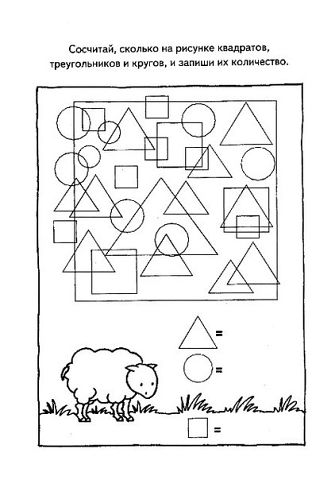 Сосчитай, сколько на рисунке квадратов,
треугольников и кругов, и запиши их количество.
=
=
=